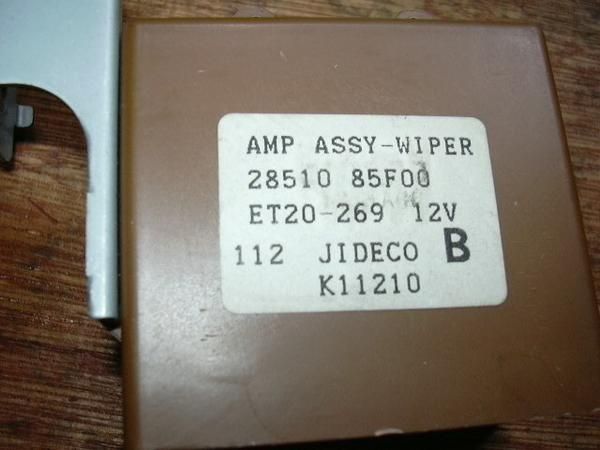 AMP ASSY-WIPER
28510 85F00
ET20-269 12V
112 JIDECO B
K11210